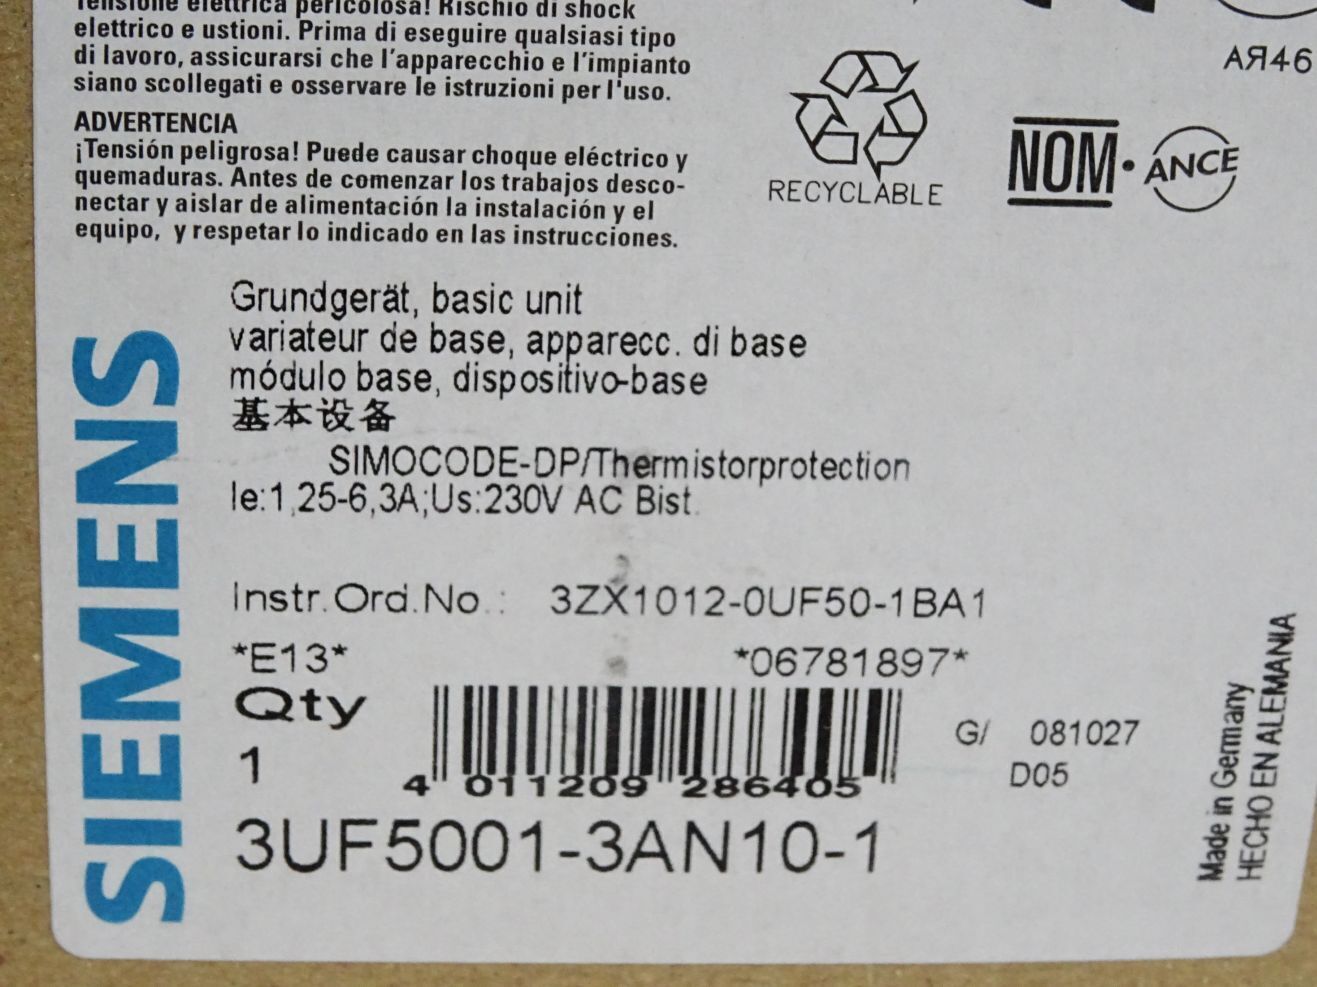 Tensione elettrica pericolosa! Rischio di shock
elettrico e ustioni. Prima di eseguire qualsiasi tipo
di lavoro, assicurarsi che l'apparecchio e l'impianto
siano scollegati e osservare le istruzioni per l'uso.
ADVERTENCIA
¡Tensión peligrosa! Puede causar choque eléctrico y
quemaduras. Antes de comenzar los trabajos desco-
nectar y aislar de alimentación la instalación y el
equipo, y respetar lo indicado en las instrucciones.
RECYCLABLE
AЯ46
NOM·ANCE
SIEMENS
Grundgerät, basic unit
variateur de base, apparecc. di base
módulo base, dispositivo-base
基本设备
SIMOCODE-DP/Thermistorprotection
Ie:1,25-6,3A;Us:230V AC Bist.
Instr.Ord.No.: 3ZX1012-0UF50-1BA1
*E13* *06781897*
Qty
1
4 011209 286405
G/ 081027
D05
3UF5001-3AN10-1
Made in Germany
HECHO EN ALEMANIA